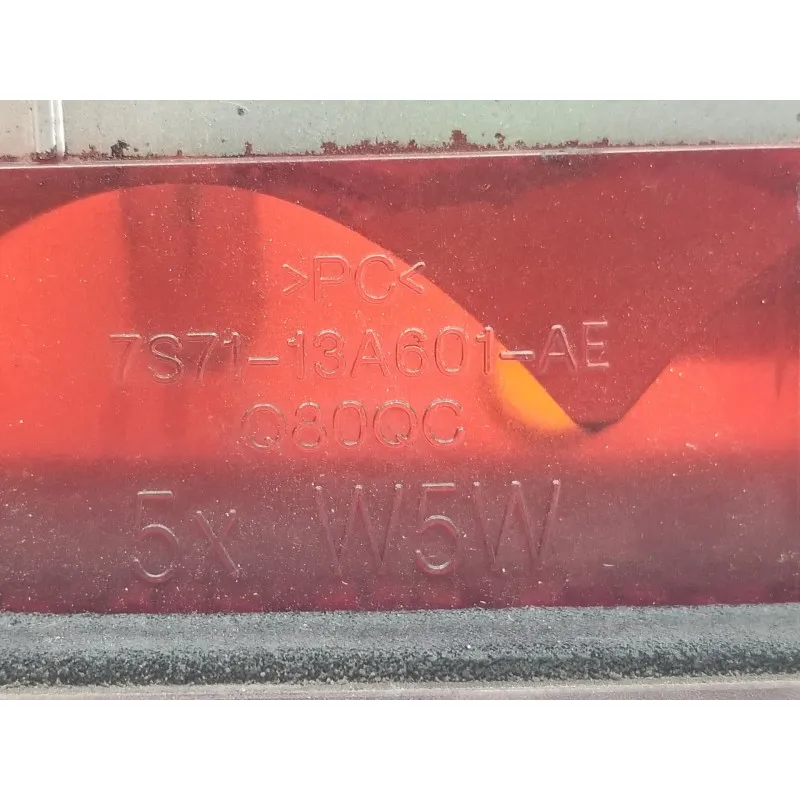 >PC<
7S71-13A601-AE
Q80QC
5x W5W